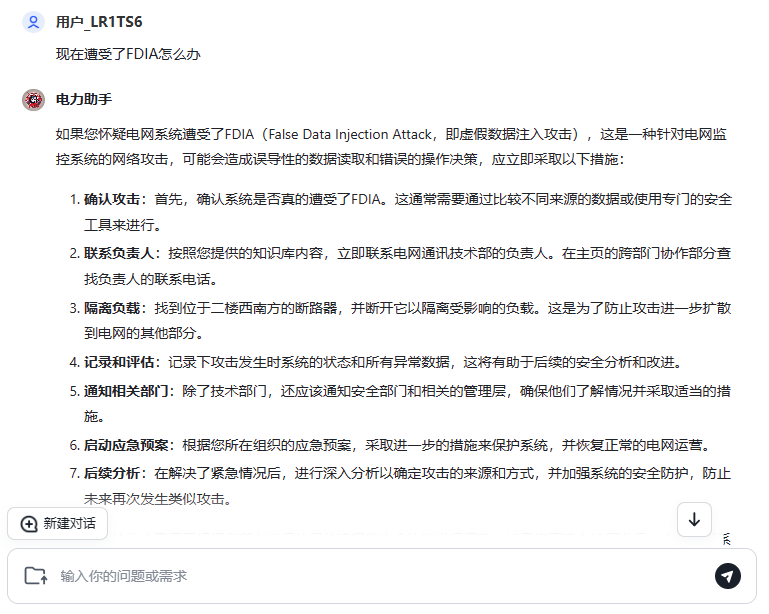 用户_LR1TS6
现在遭受了FDIA怎么办
电力助手
如果您怀疑电网系统遭受了FDIA（False Data Injection Attack，即虚假数据注入攻击），这是一种针对电网监
控系统的网络攻击，可能会造成误导性的数据读取和错误的操作决策，应立即采取以下措施：
1. 确认攻击：首先，确认系统是否真的遭受了FDIA。这通常需要通过比较不同来源的数据或使用专门的安全
工具来进行。
2. 联系负责人：按照您提供的知识库内容，立即联系电网通讯技术部的负责人。在主页的跨部门协作部分查
找负责人的联系电话。
3. 隔离负载：找到位于二楼西南方的断路器，并断开它以隔离受影响的负载。这是为了防止攻击进一步扩散
到电网的其他部分。
4. 记录和评估：记录下攻击发生时系统的状态和所有异常数据，这将有助于后续的安全分析和改进。
5. 通知相关部门：除了技术部门，还应该通知安全部门和相关的管理层，确保他们了解情况并采取适当的措
施。
6. 启动应急预案：根据您所在组织的应急预案，采取进一步的措施来保护系统，并恢复正常的电网运营。
7. 后续分析：在解决了紧急情况后，进行深入分析以确定攻击的来源和方式，并加强系统的安全防护，防止
未来再次发生类似攻击。
新建对话
输入你的问题或需求